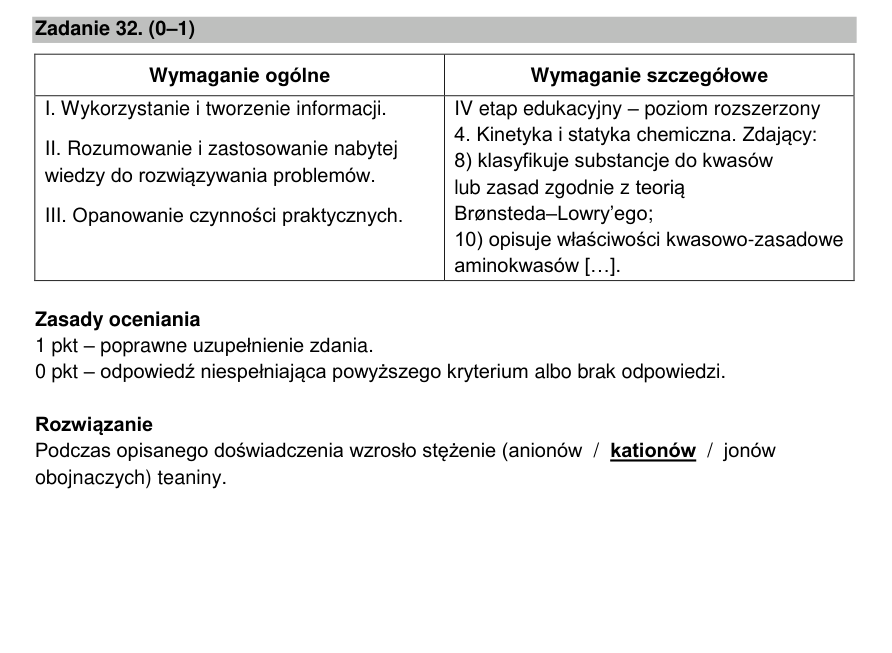 Zadanie 32. (0–1)
Wymaganie ogólne
Wymaganie szczegółowe
I. Wykorzystanie i tworzenie informacji.
II. Rozumowanie i zastosowanie nabytej
wiedzy do rozwiązywania problemów.
III. Opanowanie czynności praktycznych.
IV etap edukacyjny – poziom rozszerzony
4. Kinetyka i statyka chemiczna. Zdający:
8) klasyfikuje substancje do kwasów
lub zasad zgodnie z teorią
Brønsteda–Lowry’ego;
10) opisuje właściwości kwasowo-zasadowe
aminokwasów […].
Zasady oceniania
1 pkt – poprawne uzupełnienie zdania.
0 pkt – odpowiedź niespełniająca powyższego kryterium albo brak odpowiedzi.
Rozwiązanie
Podczas opisanego doświadczenia wzrosło stężenie (anionów / kationów / jonów
obojnaczych) teaniny.